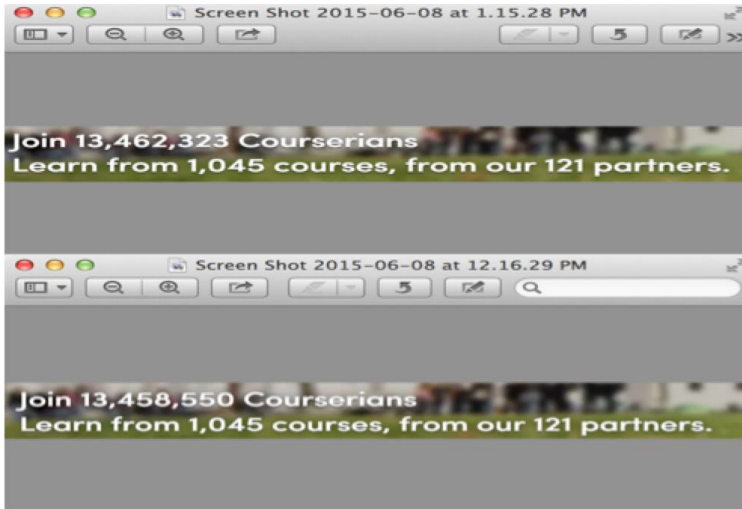 Screen Shot 2015-06-08 at 1.15.28 PM
Join 13,462,323 Courserians
Learn from 1,045 courses, from our 121 partners.
Screen Shot 2015-06-08 at 12.16.29 PM
Join 13,458,550 Courserians
Learn from 1,045 courses, from our 121 partners.